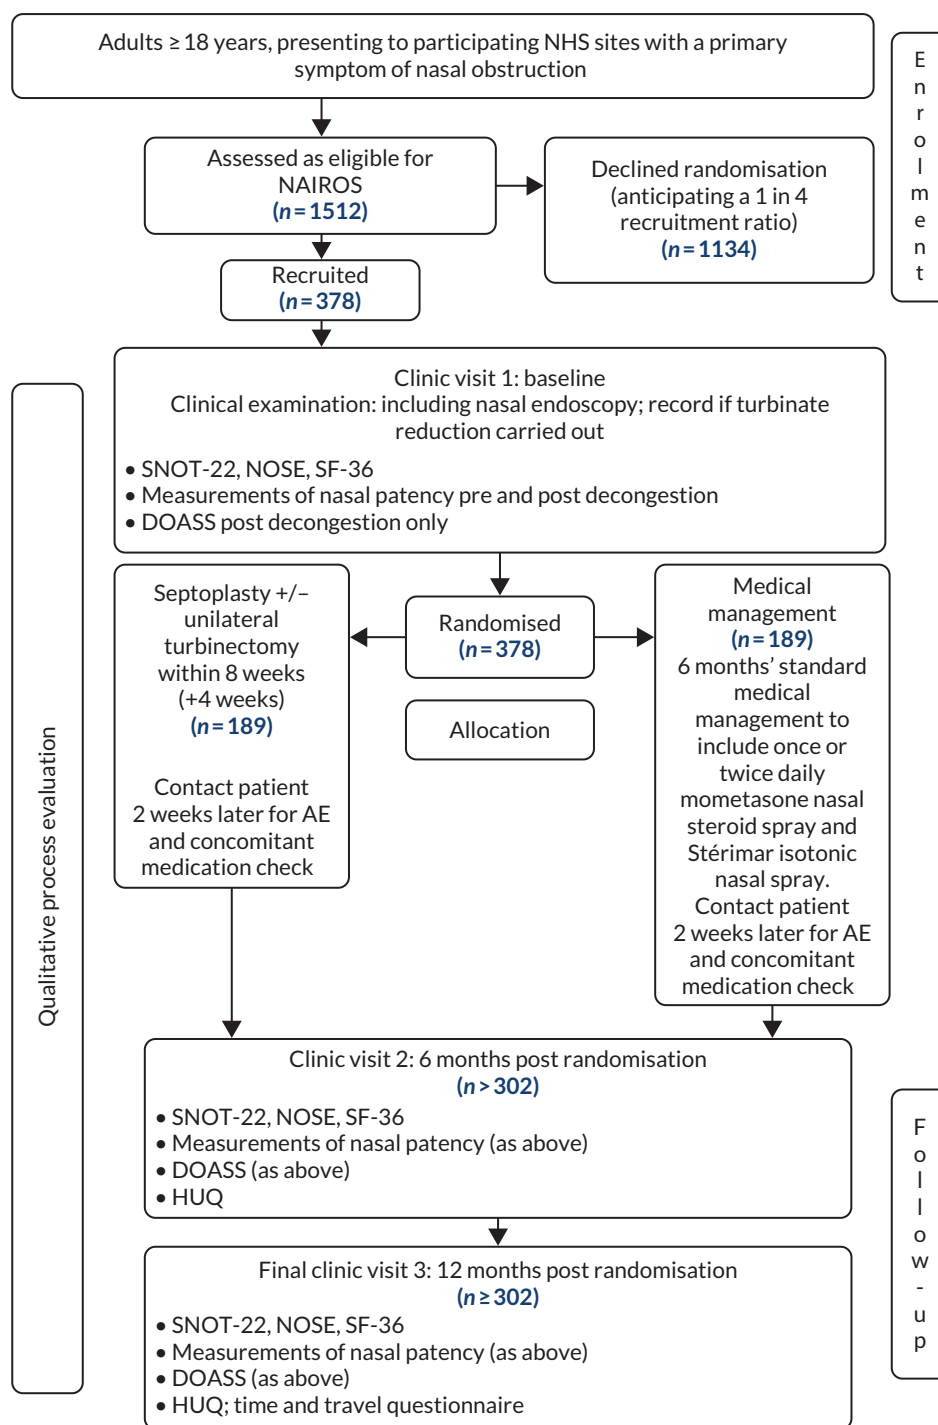 Adults ≥ 18 years, presenting to participating NHS sites with a primary
symptom of nasal obstruction
Enrolment
Assessed as eligible for
NAIROS
(n = 1512)
Declined randomisation
(anticipating a 1 in 4
recruitment ratio)
(n = 1134)
Recruited
(n = 378)
Clinic visit 1: baseline
Clinical examination: including nasal endoscopy; record if turbinate
reduction carried out
• SNOT-22, NOSE, SF-36
• Measurements of nasal patency pre and post decongestion
• DOASS post decongestion only
Qualitative process evaluation
Septoplasty +/–
unilateral
turbinectomy
within 8 weeks
(+4 weeks)
(n = 189)
Contact patient
2 weeks later for AE
and concomitant
medication check
Randomised
(n = 378)
Allocation
Medical
management
(n = 189)
6 months’ standard
medical
management to
include once or
twice daily
mometasone nasal
steroid spray and
Stérimar isotonic
nasal spray.
Contact patient
2 weeks later for AE
and concomitant
medication check
Clinic visit 2: 6 months post randomisation
(n > 302)
• SNOT-22, NOSE, SF-36
• Measurements of nasal patency (as above)
• DOASS (as above)
• HUQ
Follow-up
Final clinic visit 3: 12 months post randomisation
(n ≥ 302)
• SNOT-22, NOSE, SF-36
• Measurements of nasal patency (as above)
• DOASS (as above)
• HUQ; time and travel questionnaire